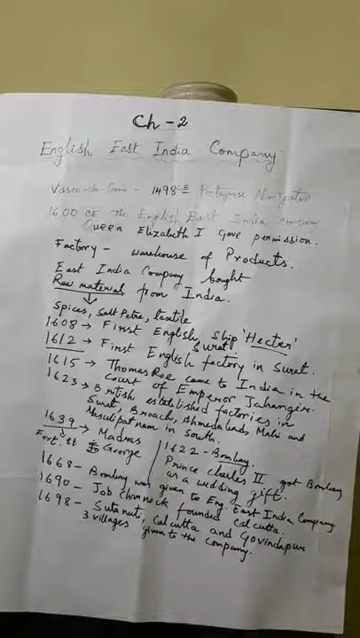 Ch - 2
English East India Company
Vasco-da-Gama - 1498 CE Portuguese Navigator
1600 CE the English East India company
Queen Elizabeth I gave permission.
Factory - warehouse of Products.
East India Company bought
Raw materials from India.
Spices, Salt Petre, textile
1608 → First English Ship 'Hecter'
Surat
1612 → First English factory in Surat.
1615 → Thomas Roe came to India in the
Court of Emperor Jahangir.
1623 → British established factories in
Surat, Broach, Ahmedabad, and
Masulipatnam in South.
1639 → Madras
Fort. St George
1622 - Bombay.
Prince Charles II got Bombay
as a wedding gift.
1668 - Bombay was given to Eng. East India Company
1690 - Job Charnock founded Calcutta.
1698 - Sutanuti, Calcutta and Govindapur
3 villages given to the company.